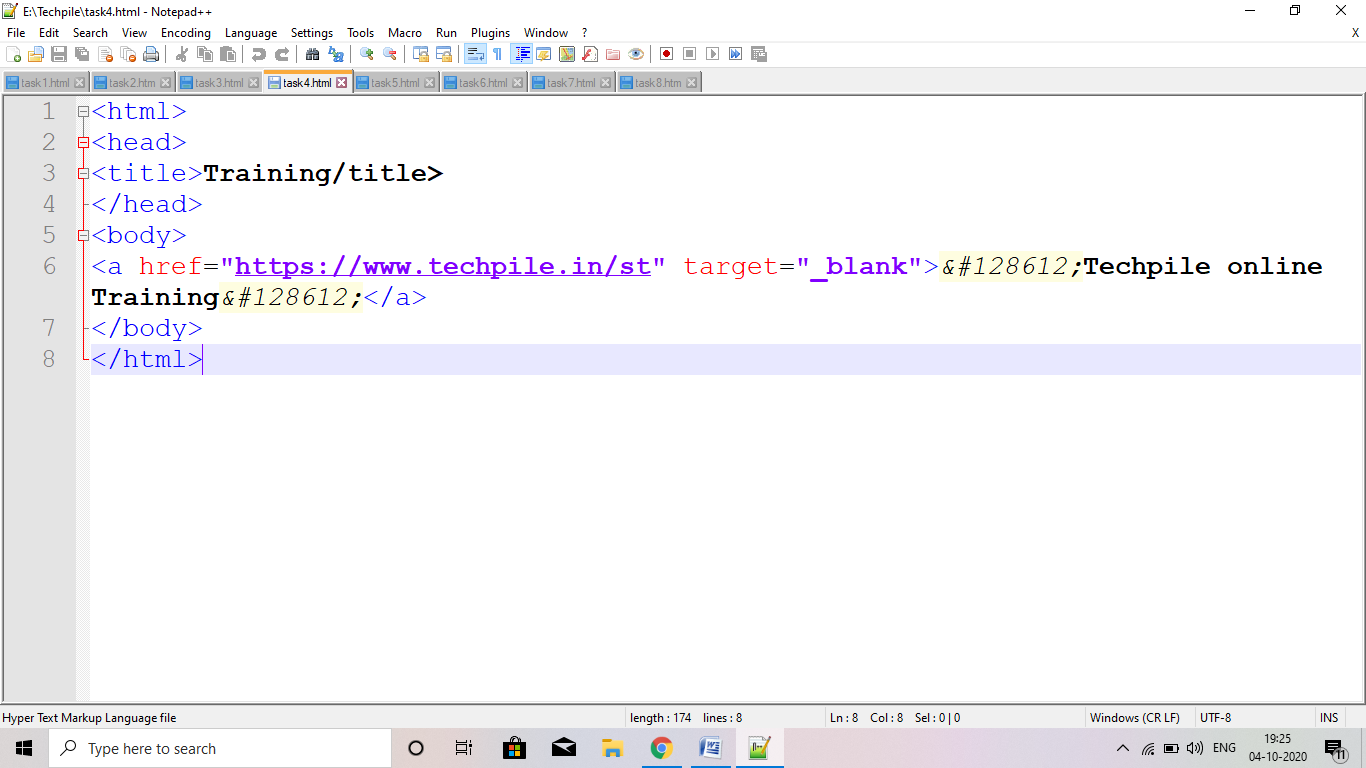 E:\Techpile\task4.html - Notepad++
File Edit Search View Encoding Language Settings Tools Macro Run Plugins Window ? X
task1.html task2.htm task3.html task4.html task5.html task6.html task7.html task8.htm
1 <html>
2 <head>
3 <title>Training/title>
4 </head>
5 <body>
6 <a href="https://www.techpile.in/st" target="_blank">&#128612;Techpile online
Training&#128612;</a>
7 </body>
8 </html>
Hyper Text Markup Language file length : 174 lines : 8 Ln : 8 Col : 8 Sel : 0 | 0 Windows (CR LF) UTF-8 INS
Type here to search ENG 19:25
04-10-2020 11